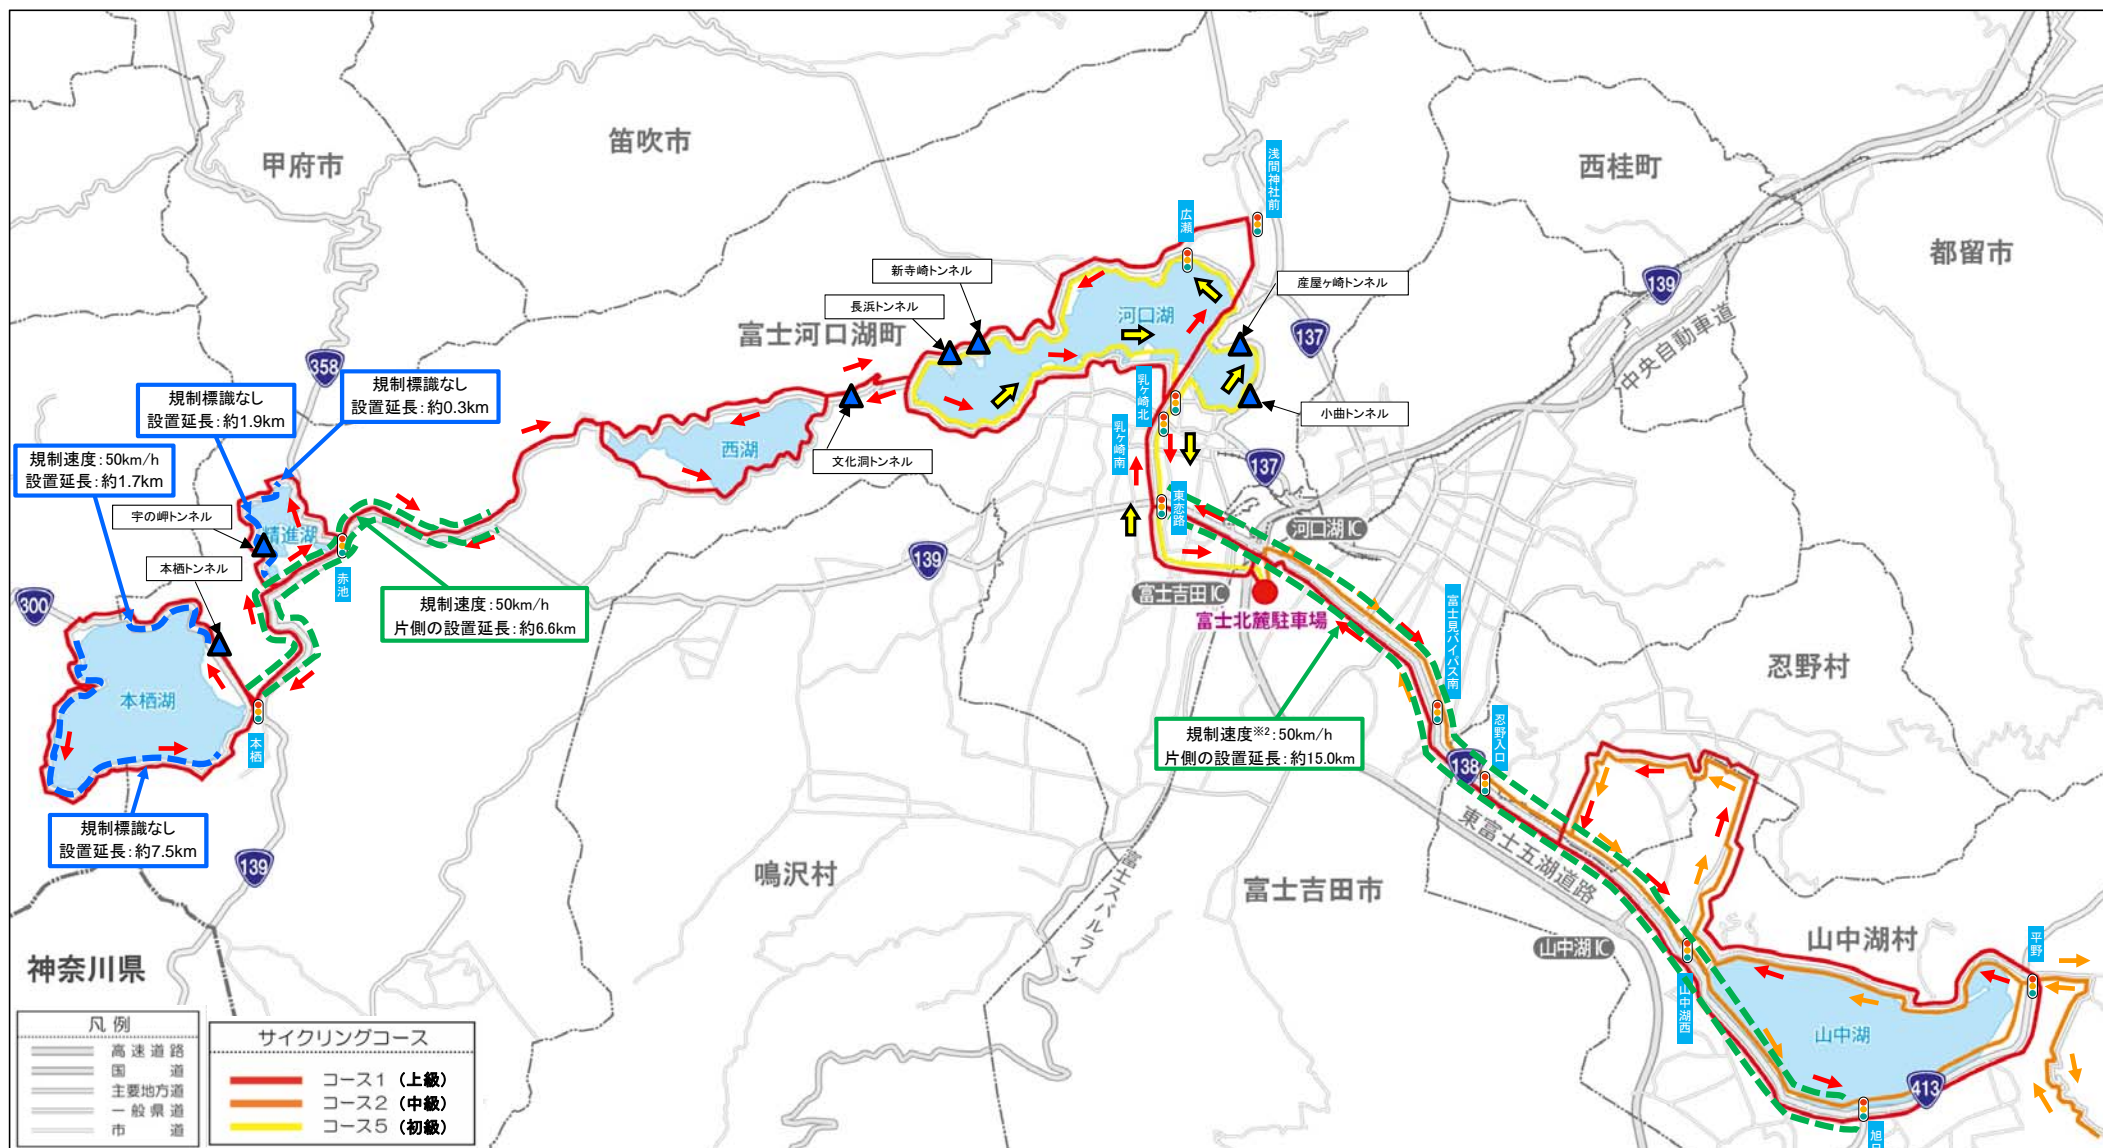 甲府市
笛吹市
西桂町
都留市
浅間神社前
広瀬
新寺崎トンネル
長浜トンネル
産屋ヶ崎トンネル
139
137
中央自動車道
河口湖
富士河口湖町
358
規制標識なし
設置延長:約1.9km
規制標識なし
設置延長:約0.3km
乳ヶ崎北
小曲トンネル
乳ヶ崎南
西湖
文化洞トンネル
137
規制速度:50km/h
設置延長:約1.7km
宇の岬トンネル
精進湖
東恋路
河口湖IC
本栖トンネル
赤池
139
300
富士吉田IC
富士北麓駐車場
規制速度:50km/h
片側の設置延長:約6.6km
富士見バイパス南
忍野村
本栖湖
本栖
忍野入口
規制速度※2:50km/h
片側の設置延長:約15.0km
138
規制標識なし
設置延長:約7.5km
139
東富士五湖道路
鳴沢村
富士スバルライン
富士吉田市
山中湖IC
山中湖村
平野
神奈川県
山中湖西
山中湖
413
旭日
凡例
高速道路
国道
主要地方道
一般県道
市道
サイクリングコース
コース1(上級)
コース2(中級)
コース5(初級)